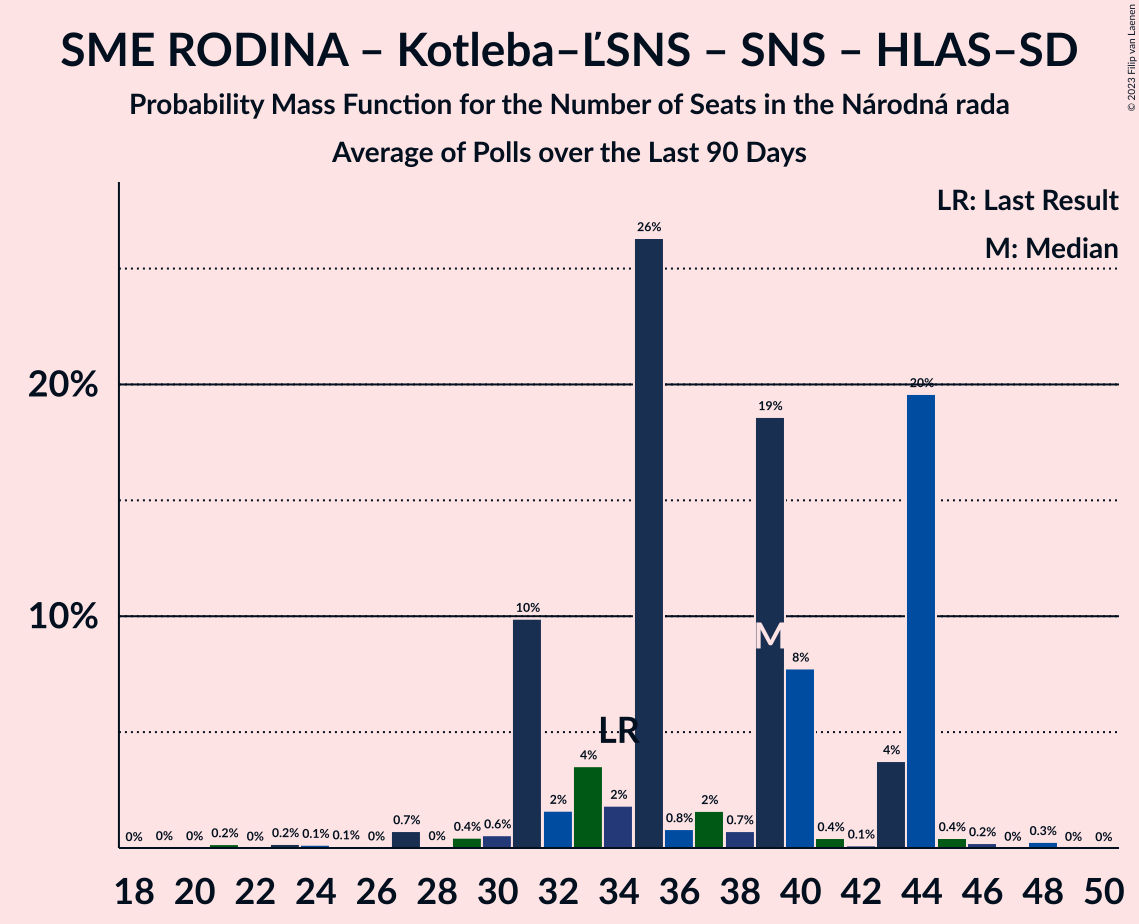 SME RODINA – Kotleba–ĽSNS – SNS – HLAS–SD
Probability Mass Function for the Number of Seats in the Národná rada
Average of Polls over the Last 90 Days
© 2023 Filip van Laenen
LR: Last Result
M: Median
26%
20%
20%
19%
10%
10%
M
8%
LR
4%
4%
2%
2%
2%
0.8%
0.7%
0.7%
0.6%
0% 0% 0% 0.2% 0% 0.2% 0.1% 0.1% 0% 0% 0.4% 0.4% 0.1% 0.4% 0.2% 0% 0.3% 0% 0%
18 20 22 24 26 28 30 32 34 36 38 40 42 44 46 48 50